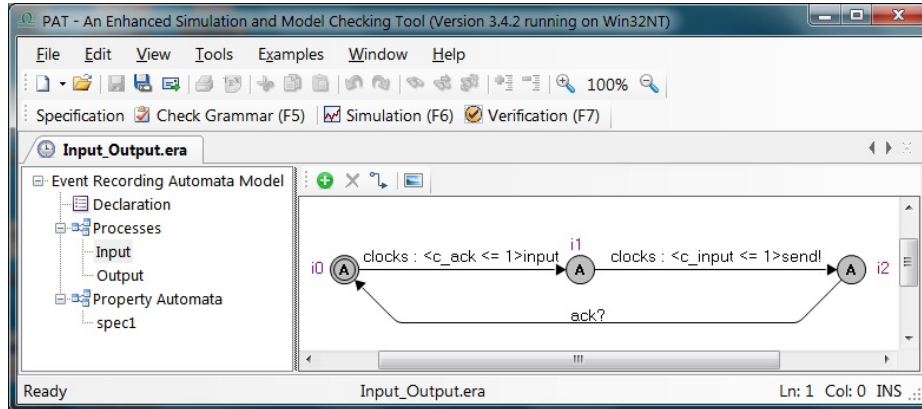 PAT - An Enhanced Simulation and Model Checking Tool (Version 3.4.2 running on Win32NT)
File Edit View Tools Examples Window Help
100%
Specification Check Grammar (F5) Simulation (F6) Verification (F7)
Input_Output.era
Event Recording Automata Model
Declaration
Processes
Input
Output
Property Automata
spec1
i0 A clocks : <c_ack <= 1>input i1 A clocks : <c_input <= 1>send! A i2
ack?
Ready Input_Output.era Ln: 1 Col: 0 INS